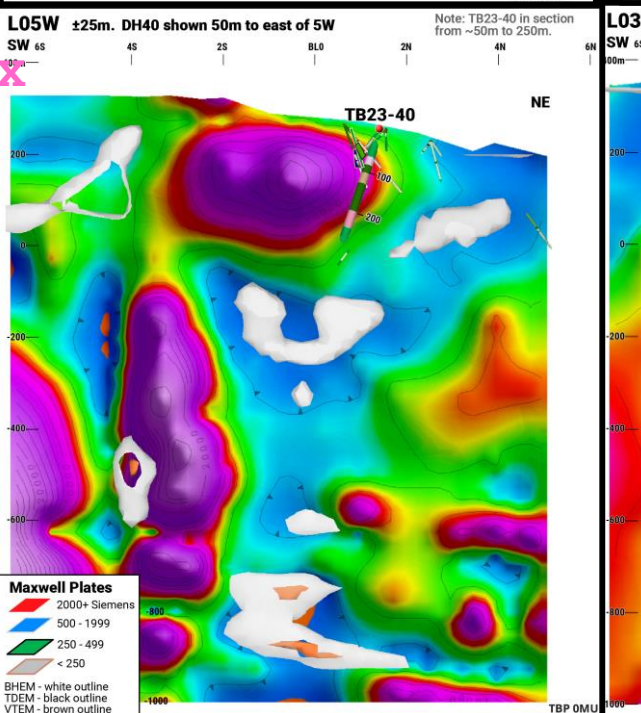 L05W ±25m. DH40 shown 50m to east of 5W
Note: TB23-40 in section
from ~50m to 250m.
SW 6S 4S 2S BL0 2N 4N 6N
X
TB23-40
NE
100
200
200
0
-200
-400
-600
-800
-1000
20000
Maxwell Plates
2000+ Siemens
500 - 1999
250 - 499
< 250
BHEM - white outline
TDEM - black outline
VTEM - brown outline
TBP 0MU
L03
SW 6S
200
0
-200
-400
-600
-800